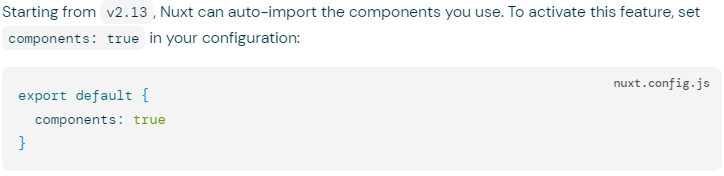 Starting from v2.13 , Nuxt can auto-import the components you use. To activate this feature, set
components: true in your configuration:
nuxt.config.js
export default {
  components: true
}